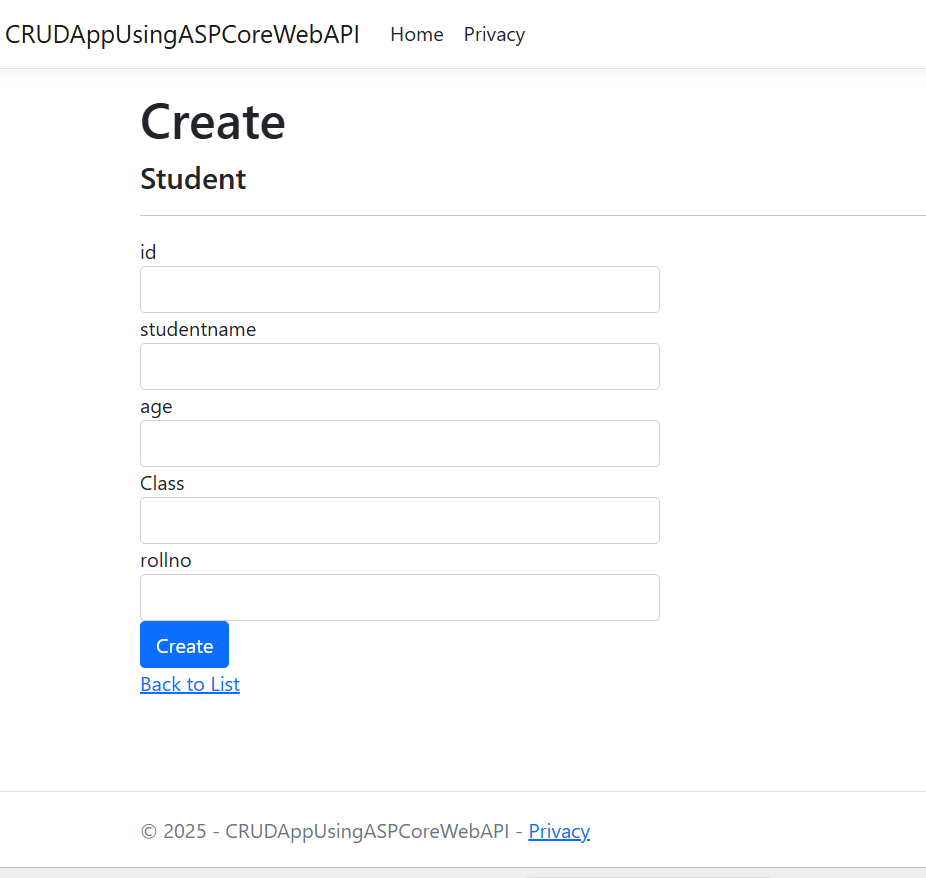 CRUDAppUsingASPCoreWebAPI Home Privacy
Create
Student
id
studentname
age
Class
rollno
Create
Back to List
© 2025 - CRUDAppUsingASPCoreWebAPI - Privacy